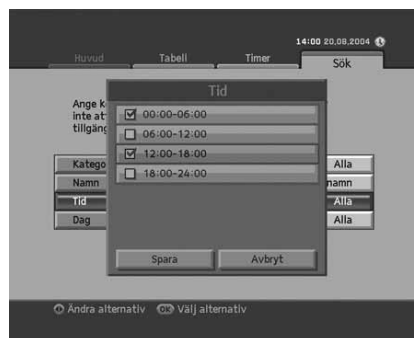 14:00 20,08,2004
Huvud Tabell Timer Sök
Tid
Ange k
inte at
tillgäng
00:00-06:00
06:00-12:00
12:00-18:00
18:00-24:00
Katego Alla
Namn namn
Tid Alla
Dag Alla
Spara Avbryt
Ändra alternativ OK Välj alternativ